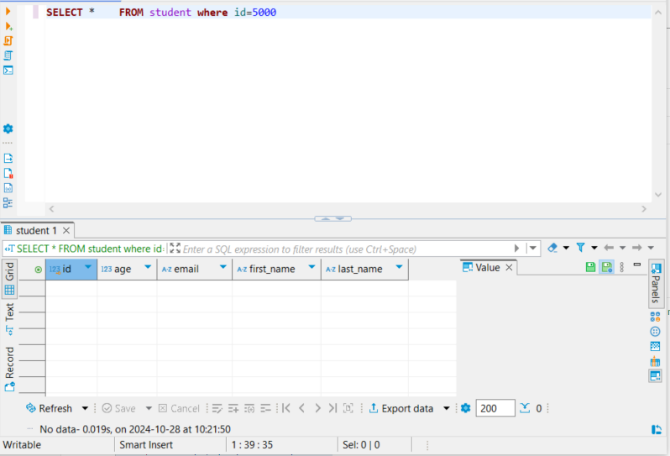 SELECT * FROM student where id=5000
student 1
SELECT * FROM student where id
Enter a SQL expression to filter results (use Ctrl+Space)
Grid
Text
Record
123 id
123 age
A-Z email
A-Z first_name
A-Z last_name
Value
Panels
Refresh
Save
Cancel
Export data
200
0
No data- 0.019s, on 2024-10-28 at 10:21:50
Writable
Smart Insert
1 : 39 : 35
Sel: 0 | 0